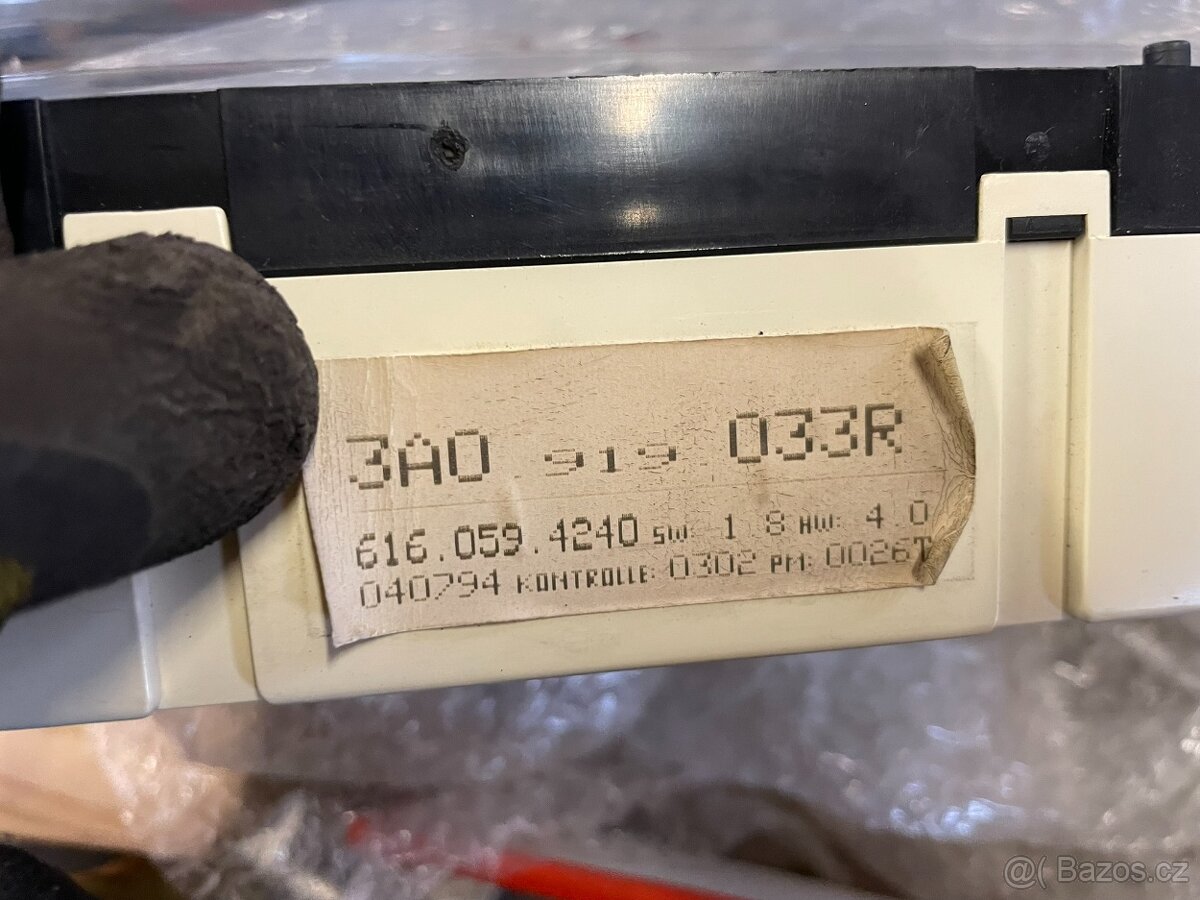 3A0 919 033R
616.059.4240 SW: 1 8 HW: 4 0
040794 KONTROLLE: 0302 PM: 0026T
@( Bazos.cz